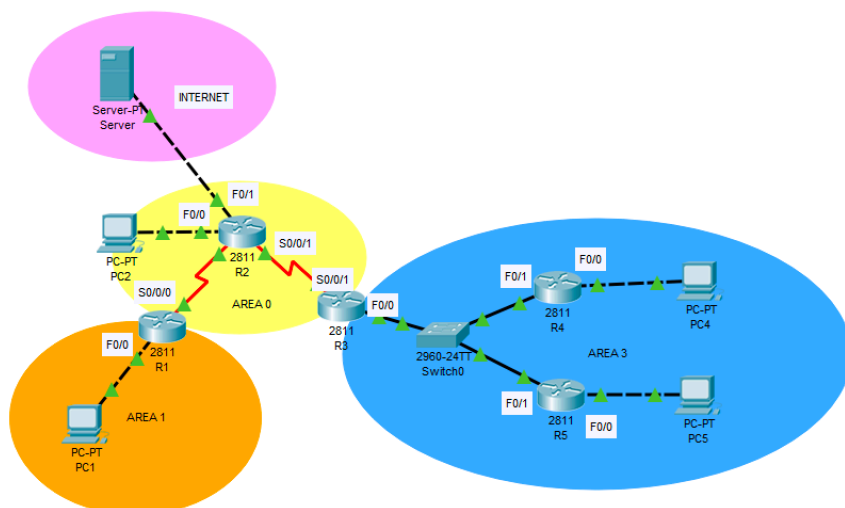 INTERNET
Server-PT
Server
F0/1
F0/0
PC-PT
PC2
2811
R2
S0/0/1
S0/0/0
AREA 0
S0/0/1
F0/0
2811
R3
2811
R1
F0/0
AREA 1
PC-PT
PC1
F0/1
F0/0
2811
R4
PC-PT
PC4
2960-24TT
Switch0
AREA 3
F0/1
2811
R5
F0/0
PC-PT
PC5